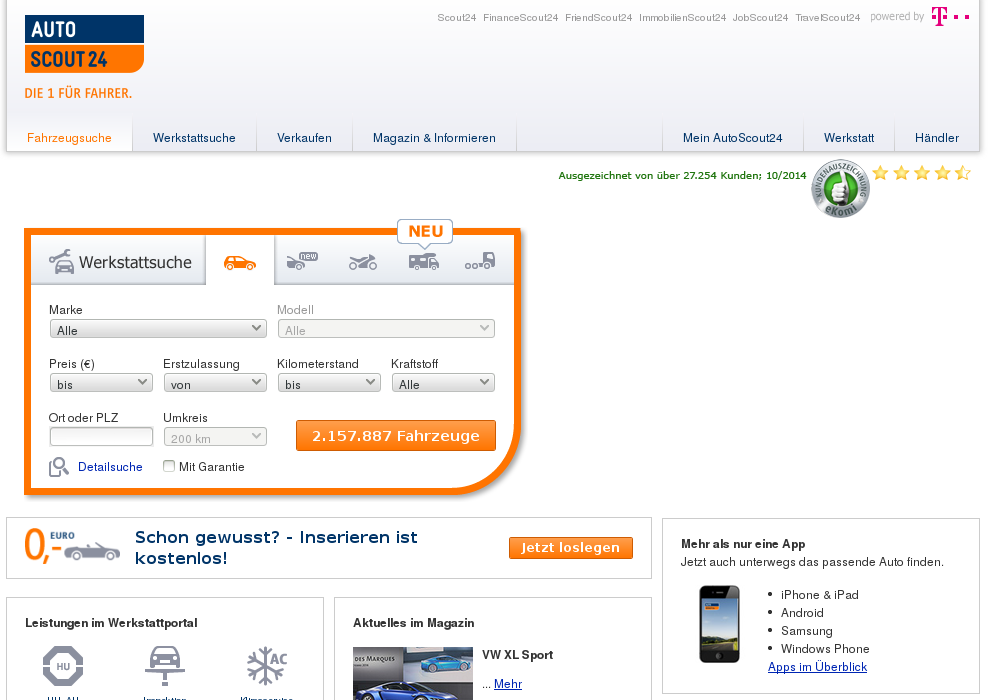 AUTO
SCOUT 24
DIE 1 FÜR FAHRER.
Scout24 FinanceScout24 FriendScout24 ImmobilienScout24 JobScout24 TravelScout24 powered by T
Fahrzeugsuche Werkstattsuche Verkaufen Magazin & Informieren Mein AutoScout24 Werkstatt Händler
Ausgezeichnet von über 27.254 Kunden; 10/2014
KUNDENAUSZEICHNUNG
eKomi
NEU
Werkstattsuche new
Marke Modell
Alle Alle
Preis (€) Erstzulassung Kilometerstand Kraftstoff
bis von bis Alle
Ort oder PLZ Umkreis
200 km 2.157.887 Fahrzeuge
Detailsuche Mit Garantie
0,- EURO
Schon gewusst? - Inserieren ist
kostenlos!
Jetzt loslegen
Mehr als nur eine App
Jetzt auch unterwegs das passende Auto finden.
iPhone & iPad
Android
Samsung
Windows Phone
Apps im Überblick
Leistungen im Werkstattportal
HU AC
Aktuelles im Magazin
DES MARQUES
VW XL Sport
... Mehr